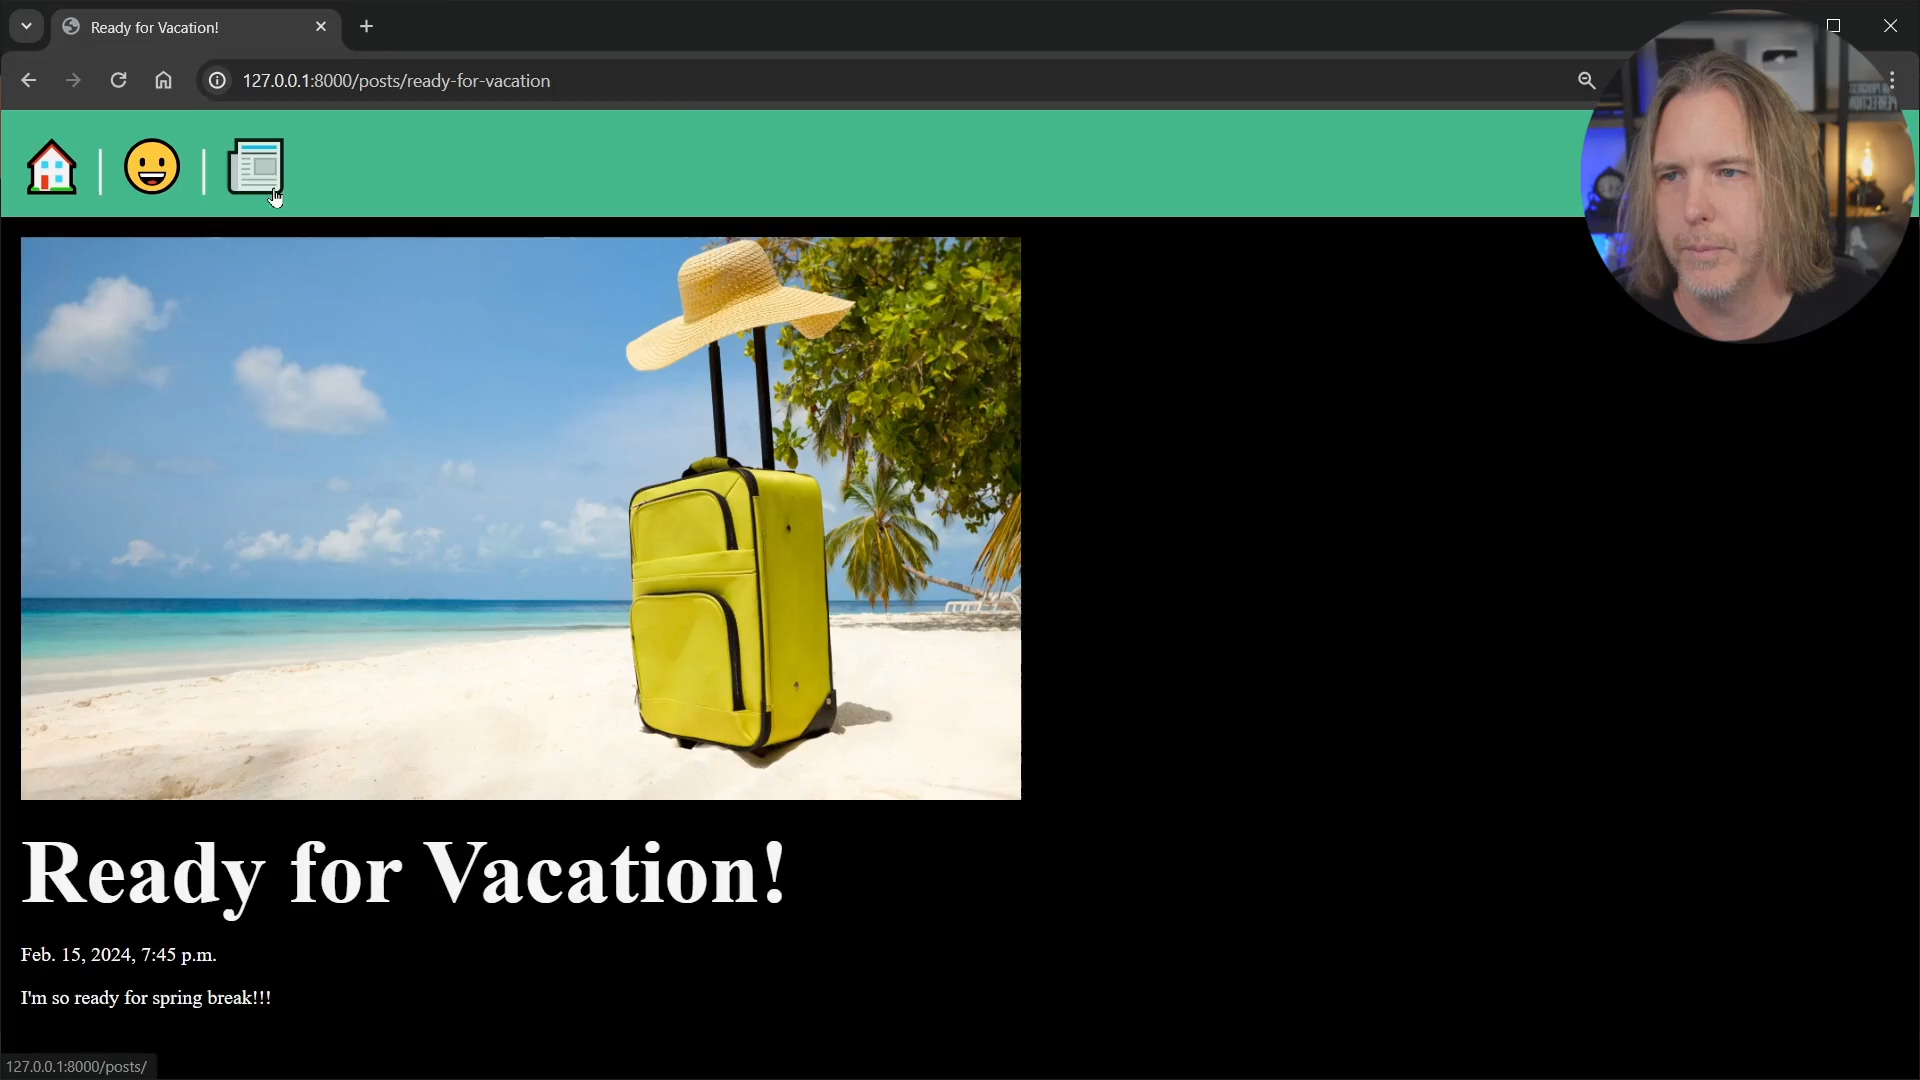 Ready for Vacation!
127.0.0.1:8000/posts/ready-for-vacation
Ready for Vacation!
Feb. 15, 2024, 7:45 p.m.
I'm so ready for spring break!!!
127.0.0.1:8000/posts/